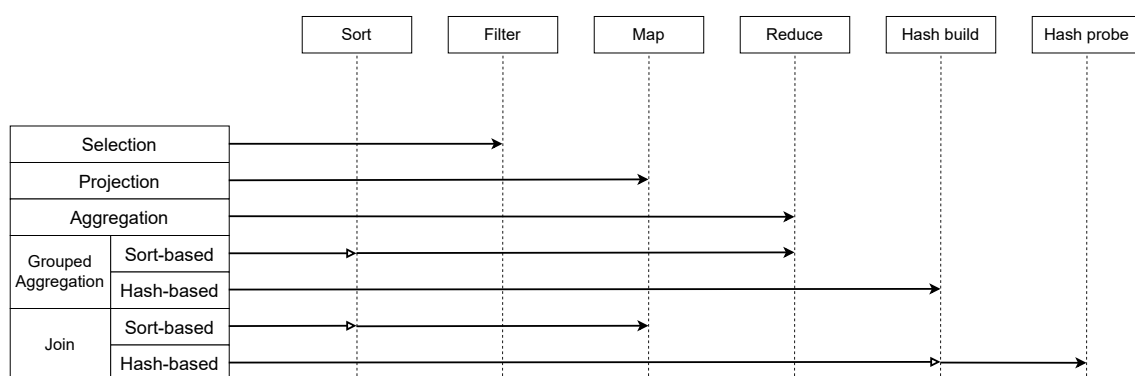 Sort Filter Map Reduce Hash build Hash probe
Selection
Projection
Aggregation
Grouped
Aggregation
Sort-based
Hash-based
Join
Sort-based
Hash-based